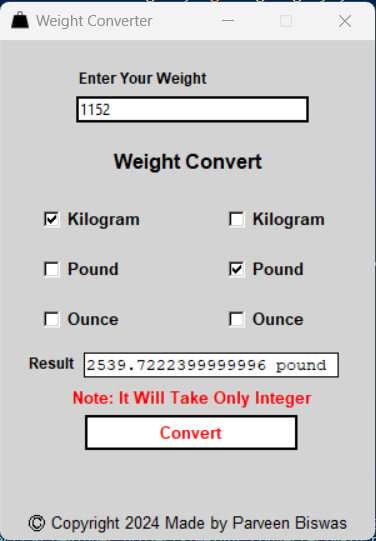 Weight Converter
Enter Your Weight
1152
Weight Convert
Kilogram Kilogram
Pound Pound
Ounce Ounce
Result 2539.7222399999996 pound
Note: It Will Take Only Integer
Convert
© Copyright 2024 Made by Parveen Biswas